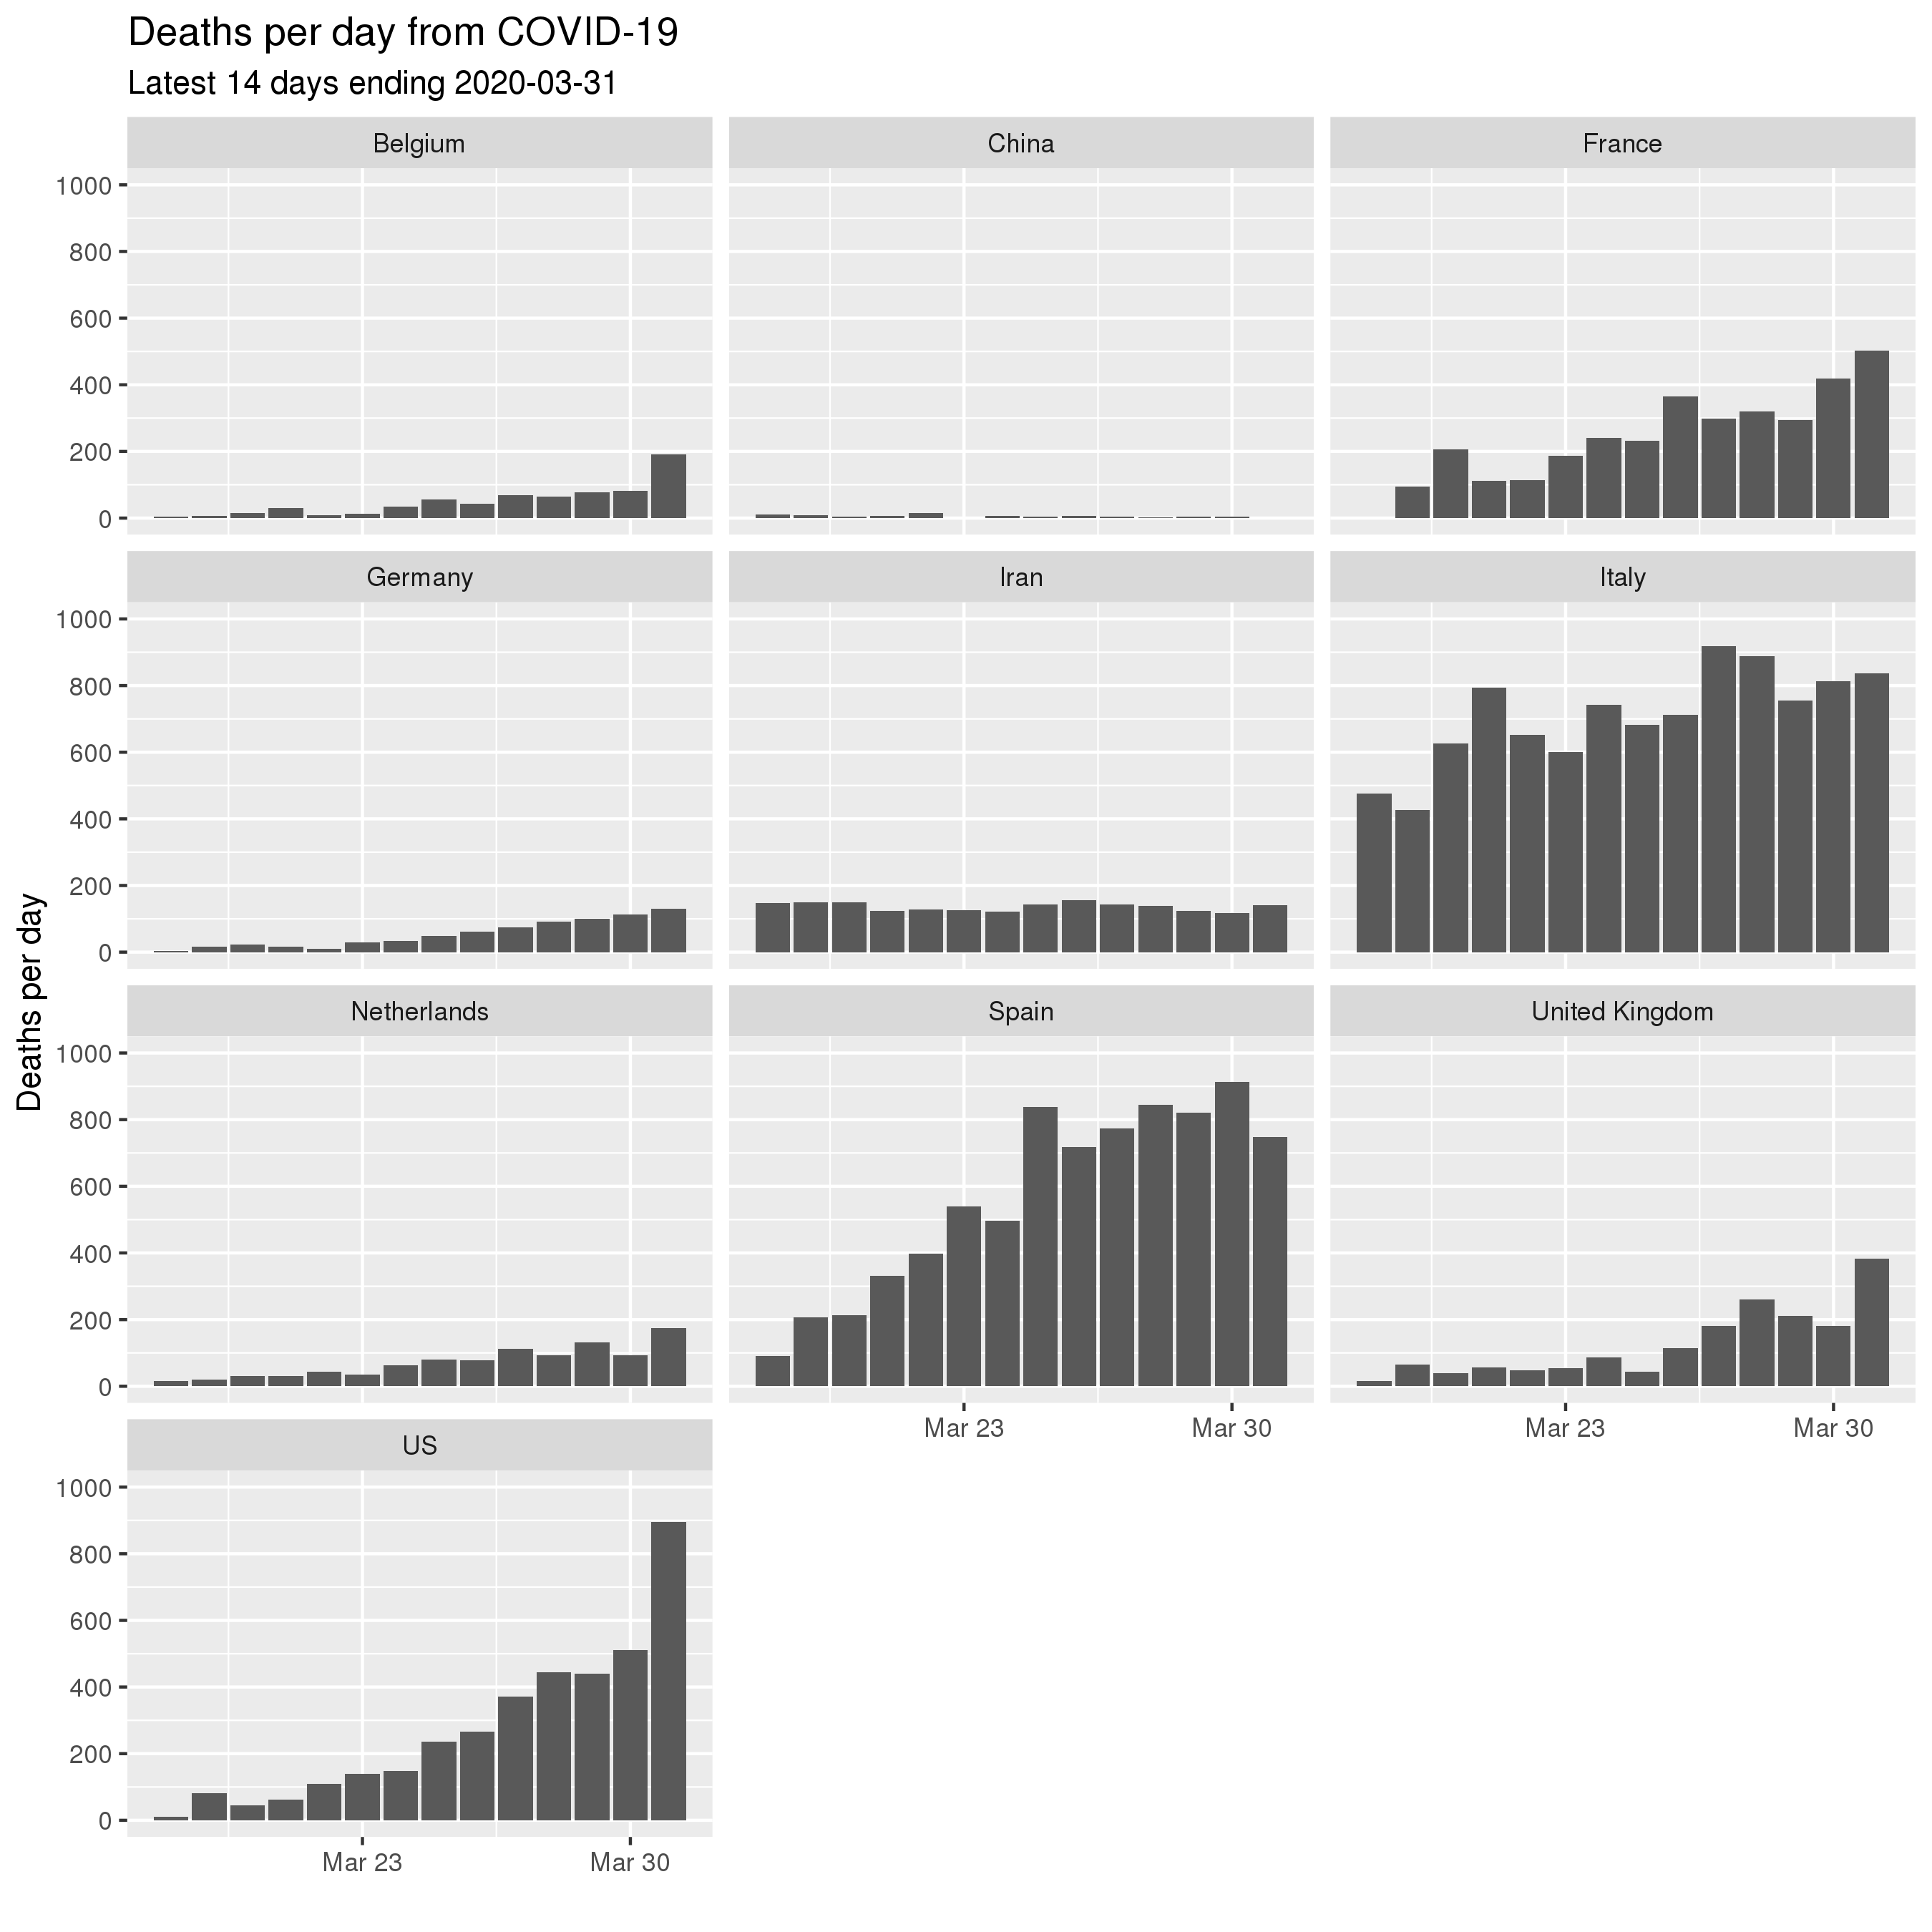 Deaths per day from COVID-19
Latest 14 days ending 2020-03-31
Belgium
China
France
1000
800
600
400
200
0
Germany
Iran
Italy
1000
800
600
400
200
0
Deaths per day
Netherlands
Spain
United Kingdom
1000
800
600
400
200
0
Mar 23
Mar 30
Mar 23
Mar 30
US
1000
800
600
400
200
0
Mar 23
Mar 30